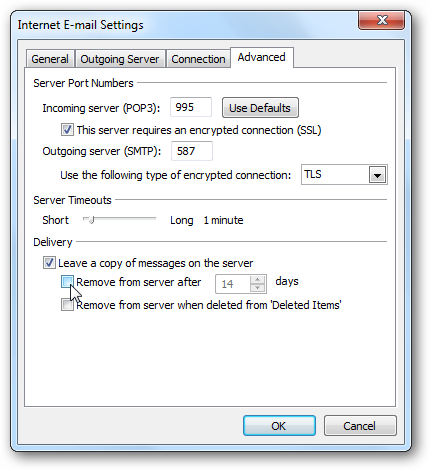 Internet E-mail Settings
General Outgoing Server Connection Advanced
Server Port Numbers
Incoming server (POP3): 995 Use Defaults
This server requires an encrypted connection (SSL)
Outgoing server (SMTP): 587
Use the following type of encrypted connection: TLS
Server Timeouts
Short Long 1 minute
Delivery
Leave a copy of messages on the server
Remove from server after 14 days
Remove from server when deleted from 'Deleted Items'
OK Cancel